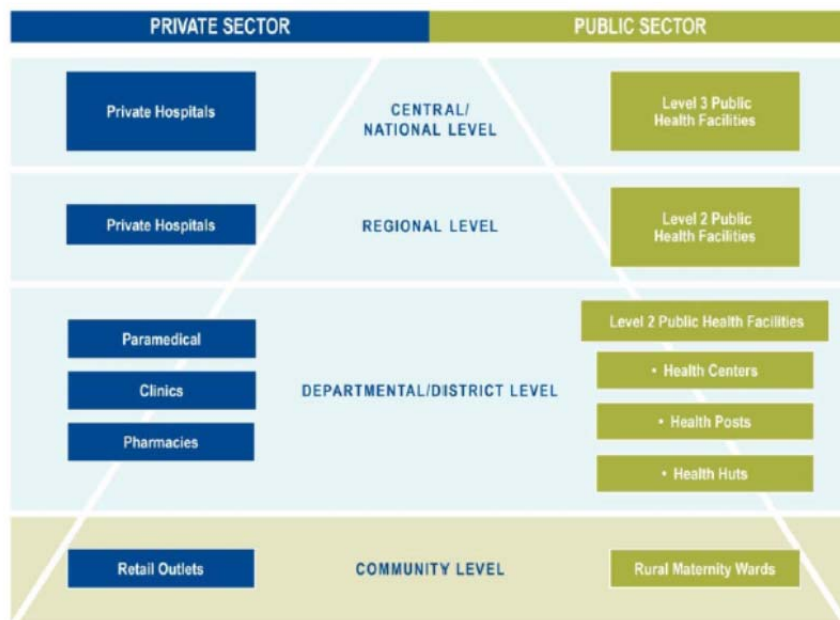 PRIVATE SECTOR
PUBLIC SECTOR
Private Hospitals
CENTRAL/
NATIONAL LEVEL
Level 3 Public
Health Facilities
Private Hospitals
REGIONAL LEVEL
Level 2 Public
Health Facilities
Paramedical
Clinics
Pharmacies
DEPARTMENTAL/DISTRICT LEVEL
Level 2 Public Health Facilities
• Health Centers
• Health Posts
• Health Huts
Retail Outlets
COMMUNITY LEVEL
Rural Maternity Wards